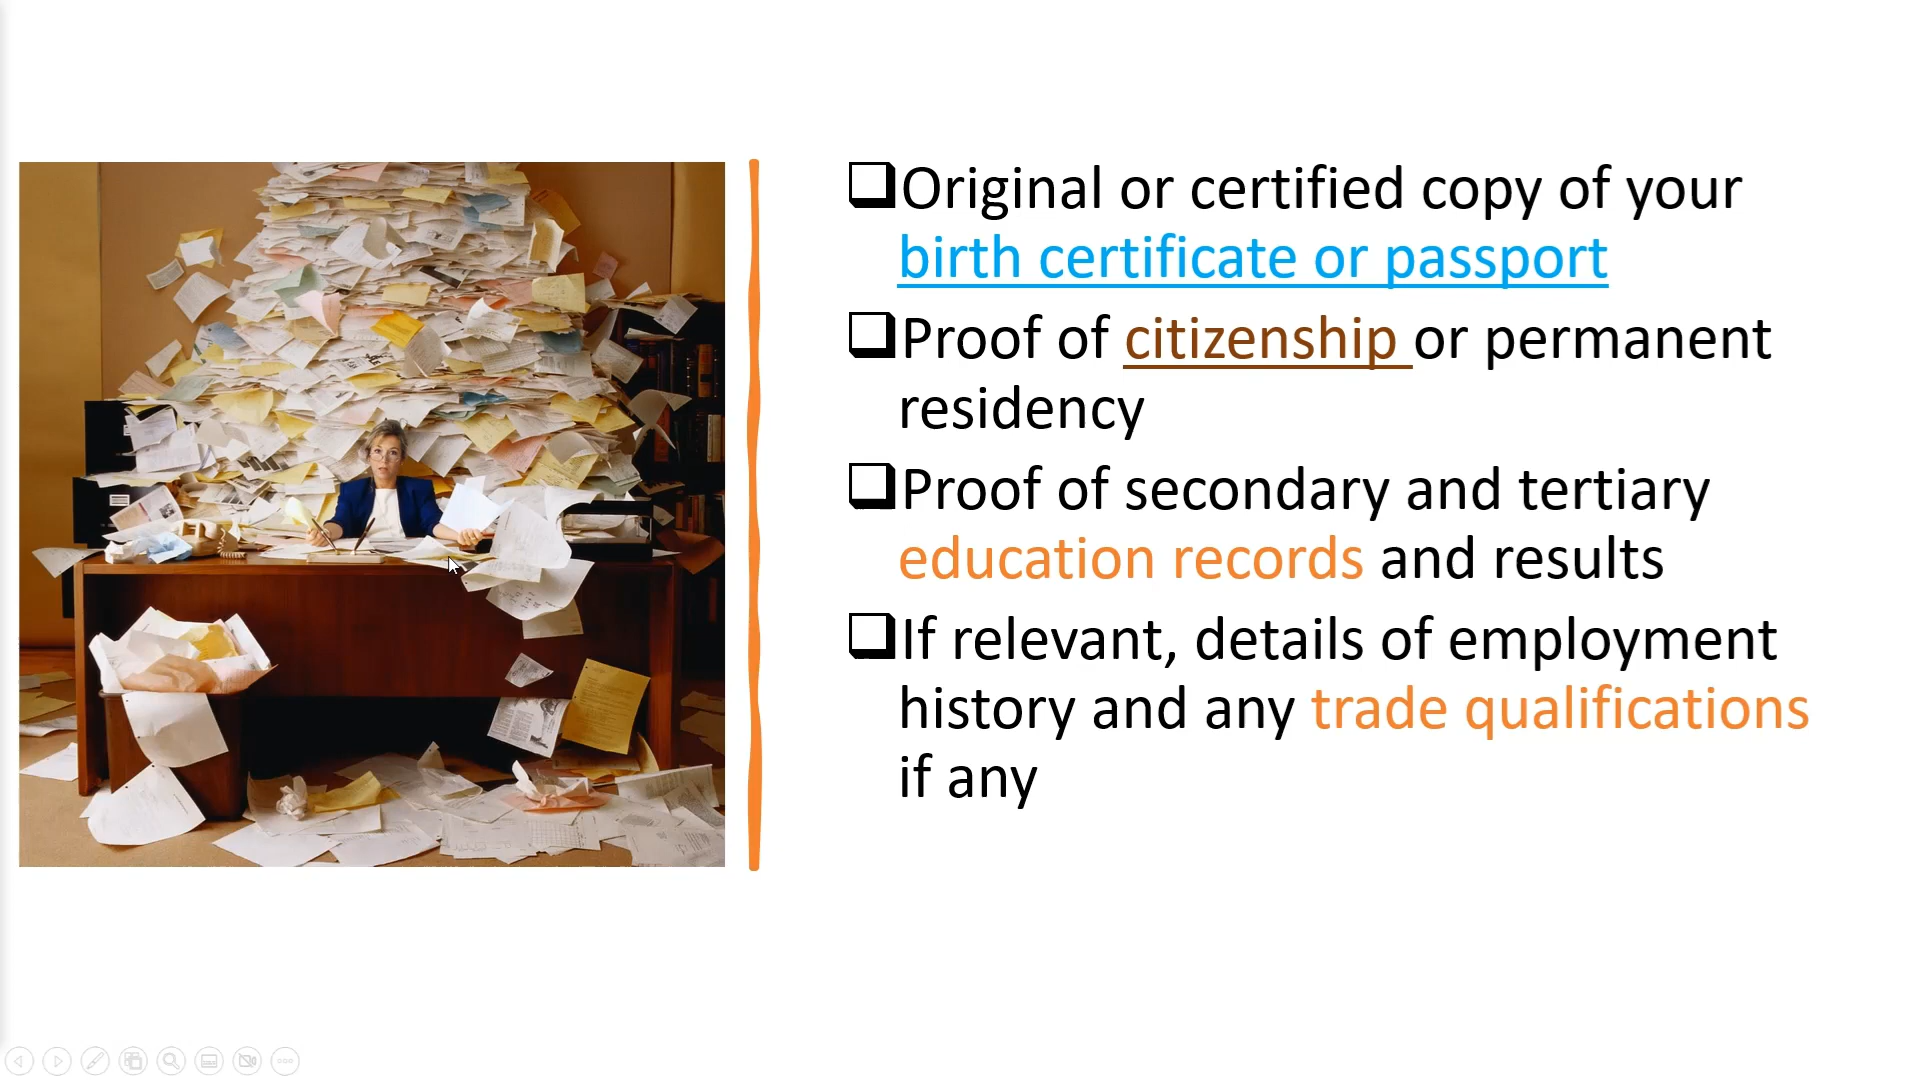 Original or certified copy of your
birth certificate or passport
Proof of citizenship or permanent
residency
Proof of secondary and tertiary
education records and results
If relevant, details of employment
history and any trade qualifications
if any